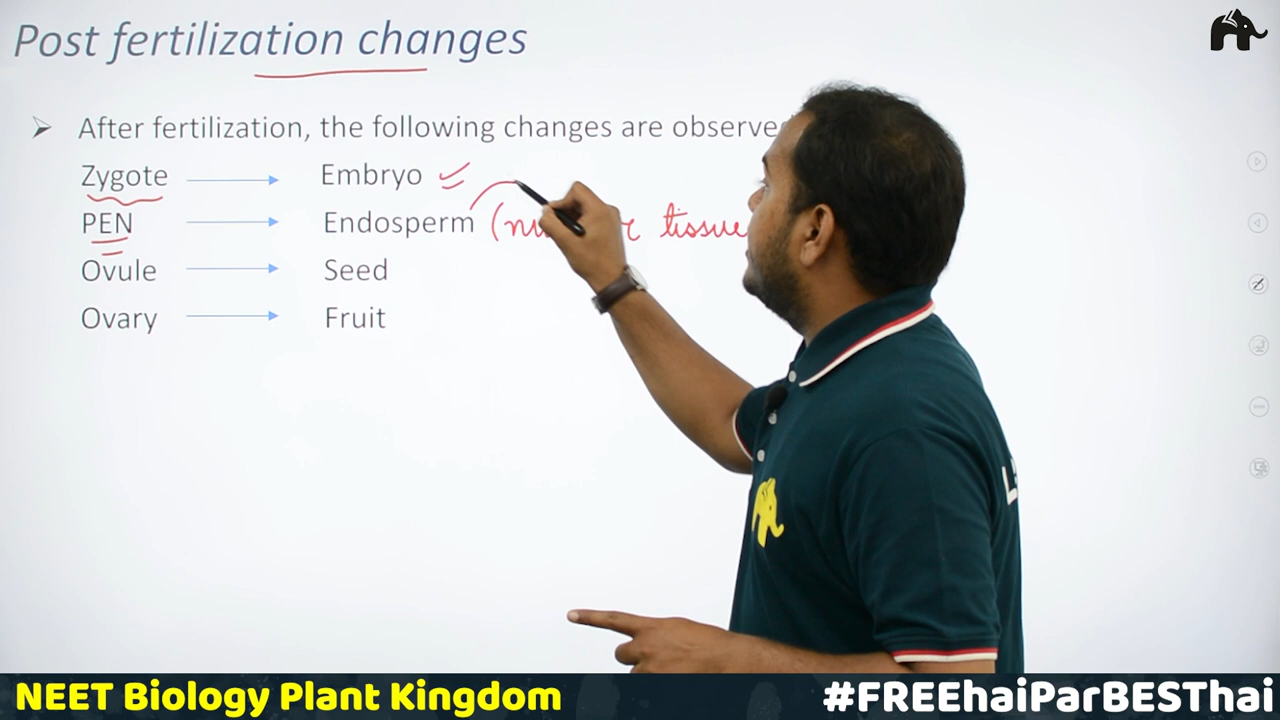 Post fertilization changes
➤ After fertilization, the following changes are observe
Zygote → Embryo ✓
PEN → Endosperm ( tissue
Ovule → Seed
Ovary → Fruit
NEET Biology Plant Kingdom
#FREEhaiParBESThai